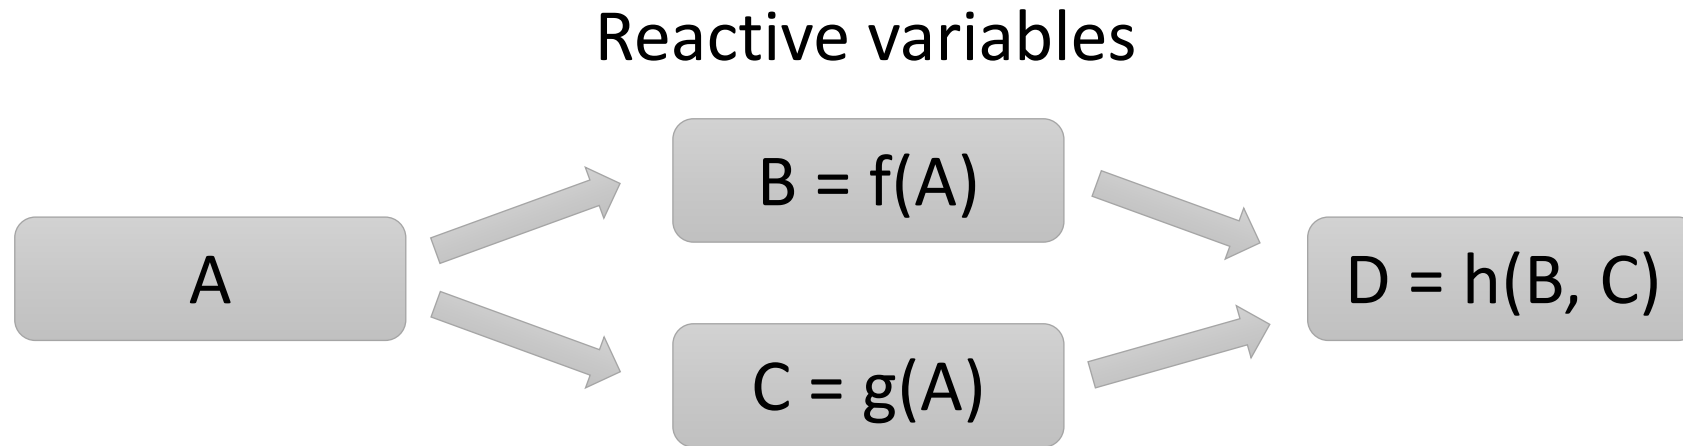 Reactive variables
B = f(A)
A
D = h(B, C)
C = g(A)